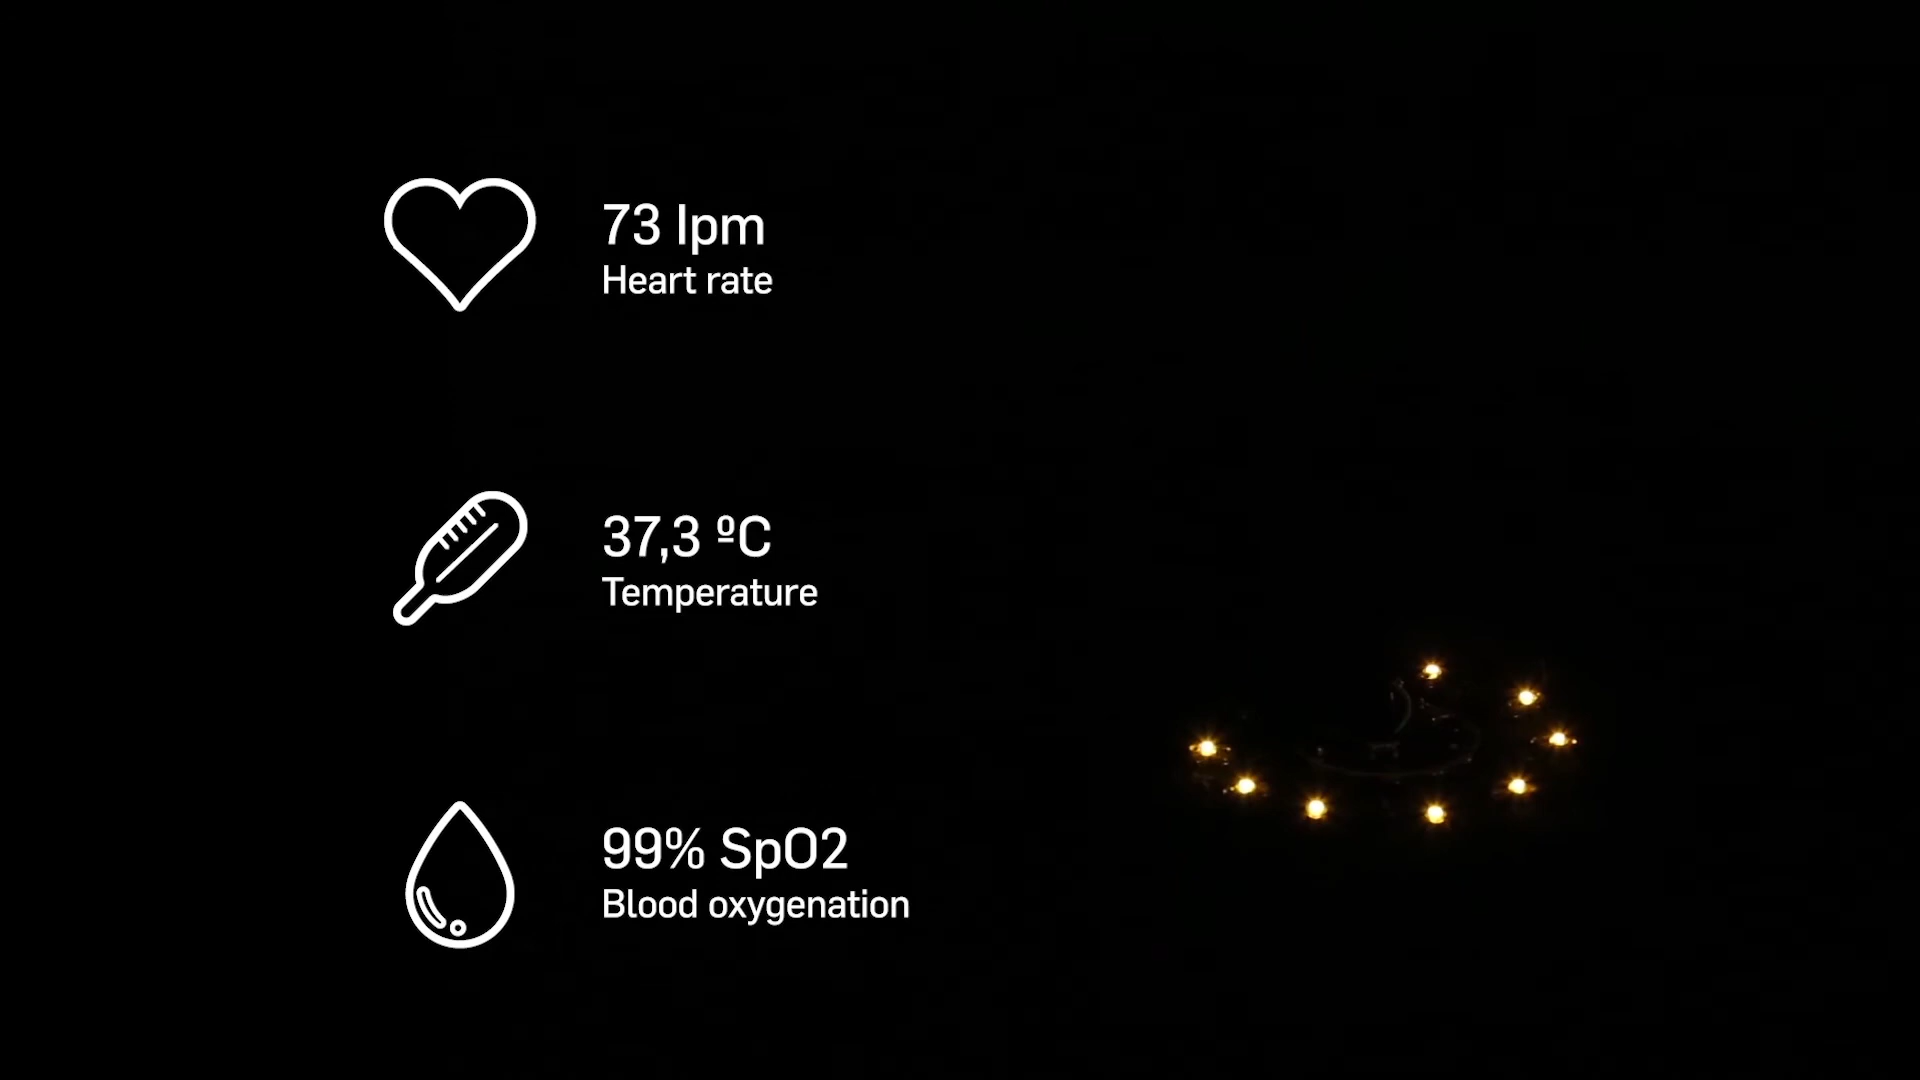 73 lpm
Heart rate
37,3 ºC
Temperature
99% SpO2
Blood oxygenation